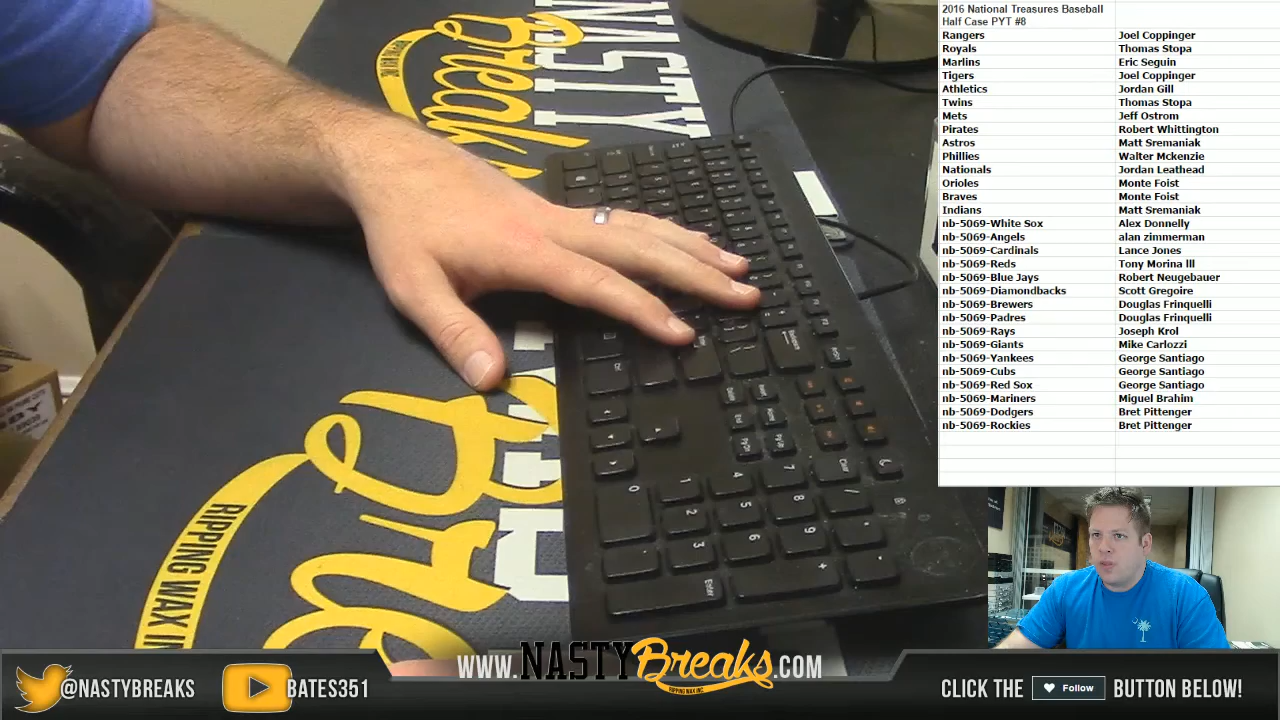 2016 National Treasures Baseball
Half Case PYT #8
Rangers Joel Coppinger
Royals Thomas Stopa
Marlins Eric Seguin
Tigers Joel Coppinger
Athletics Jordan Gill
Twins Thomas Stopa
Mets Jeff Ostrom
Pirates Robert Whittington
Astros Matt Sremaniak
Phillies Walter Mckenzie
Nationals Jordan Leathead
Orioles Monte Foist
Braves Monte Foist
Indians Matt Sremaniak
nb-5069-White Sox Alex Donnelly
nb-5069-Angels alan zimmerman
nb-5069-Cardinals Lance Jones
nb-5069-Reds Tony Morina lll
nb-5069-Blue Jays Robert Neugebauer
nb-5069-Diamondbacks Scott Gregoire
nb-5069-Brewers Douglas Frinquelli
nb-5069-Padres Douglas Frinquelli
nb-5069-Rays Joseph Krol
nb-5069-Giants Mike Carlozzi
nb-5069-Yankees George Santiago
nb-5069-Cubs George Santiago
nb-5069-Red Sox George Santiago
nb-5069-Mariners Miguel Brahim
nb-5069-Dodgers Bret Pittenger
nb-5069-Rockies Bret Pittenger
NASTY
Break
RIPPING WAX IN
@NASTYBREAKS
BATES351
WWW.NASTYBreaks.COM
RIPPING WAX INC.
CLICK THE Follow BUTTON BELOW!